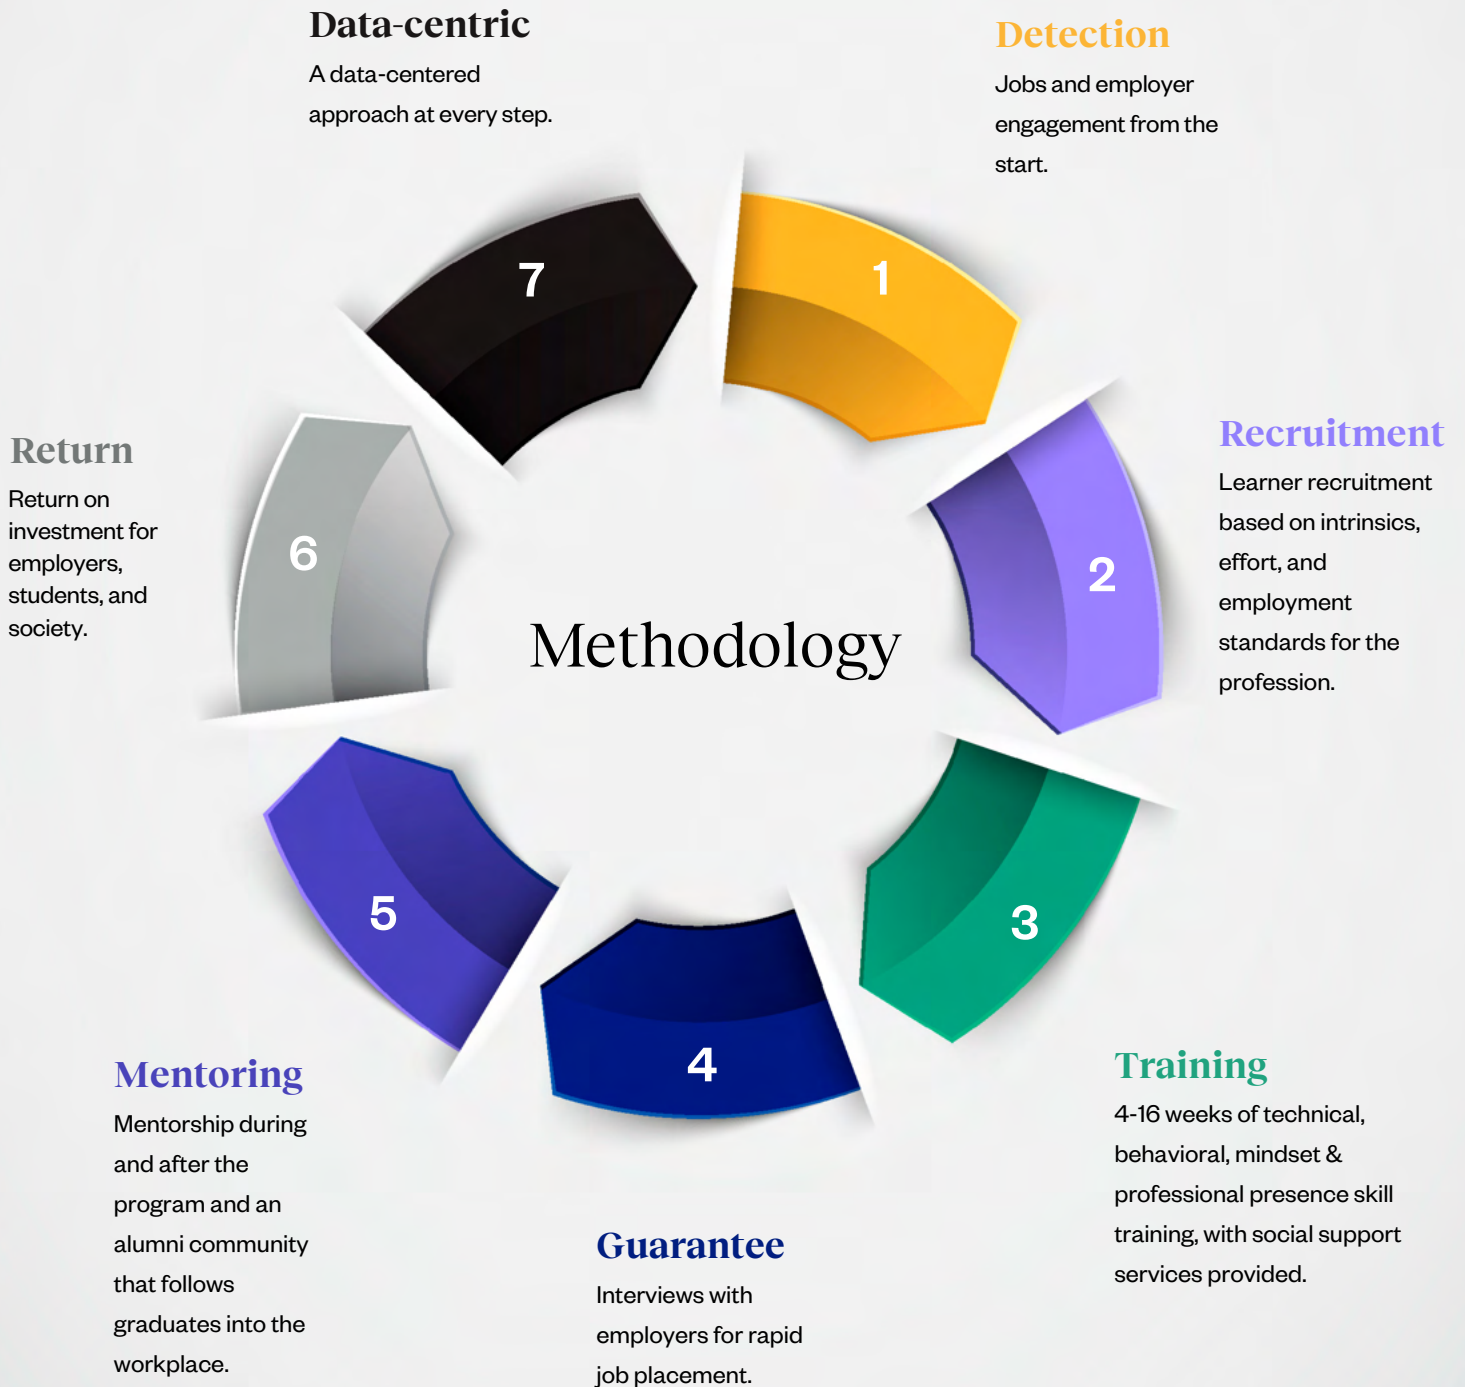 Data-centric
A data-centered
approach at every step.
Detection
Jobs and employer
engagement from the
start.
7
1
Return
Return on
investment for
employers,
students, and
society.
6
Recruitment
Learner recruitment
based on intrinsics,
effort, and
employment
standards for the
profession.
2
Methodology
5
3
4
Mentoring
Mentorship during
and after the
program and an
alumni community
that follows
graduates into the
workplace.
Guarantee
Interviews with
employers for rapid
job placement.
Training
4-16 weeks of technical,
behavioral, mindset &
professional presence skill
training, with social support
services provided.